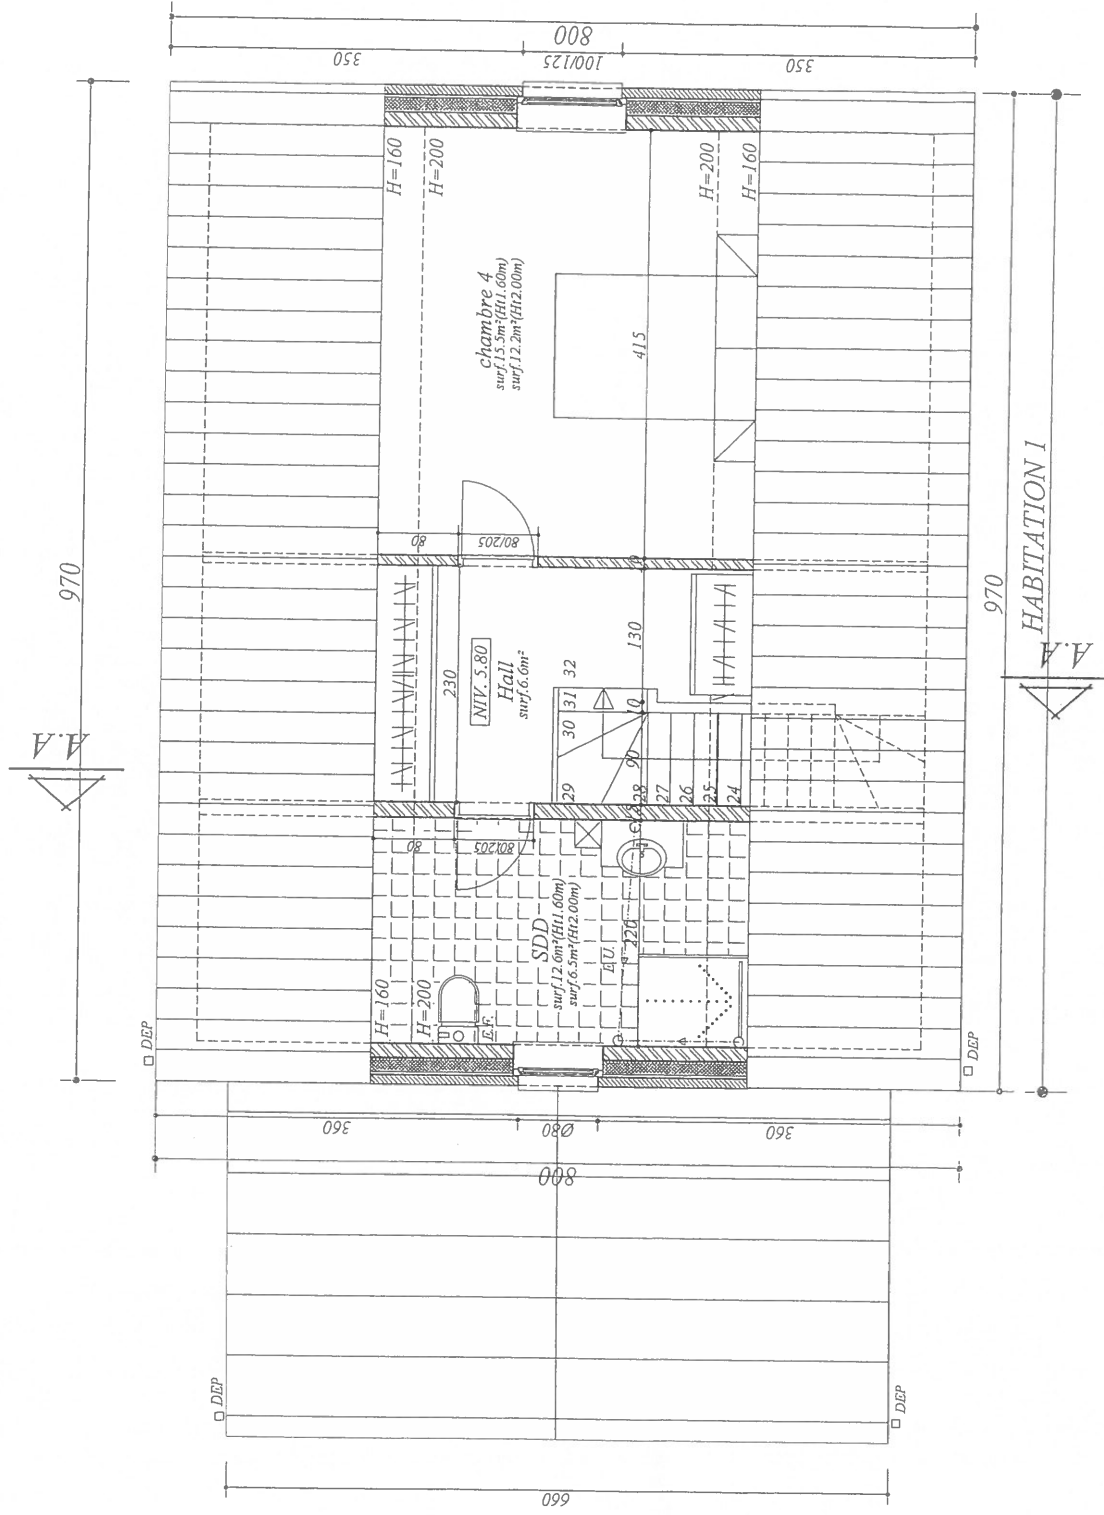 800
350
100/125
350
H=160
H=200
H=200
H=160
chambre 4
surf.15.5m²(Ht1.60m)
surf.12.2m²(Ht2.00m)
415
970
970
HABITATION 1
A.A
A.A
80
80/205
10
230
NIV. 5.80
Hall
surf.6.6m²
130
32
31
30
29
10
90
28
27
26
25
24
80
80/205
SDD
surf.12.6m²(Ht1.60m)
surf.6.5m²(Ht2.00m)
E.U.
220
H=160
H=200
E.F.
DEP
DEP
360
Ø80
360
800
DEP
DEP
660